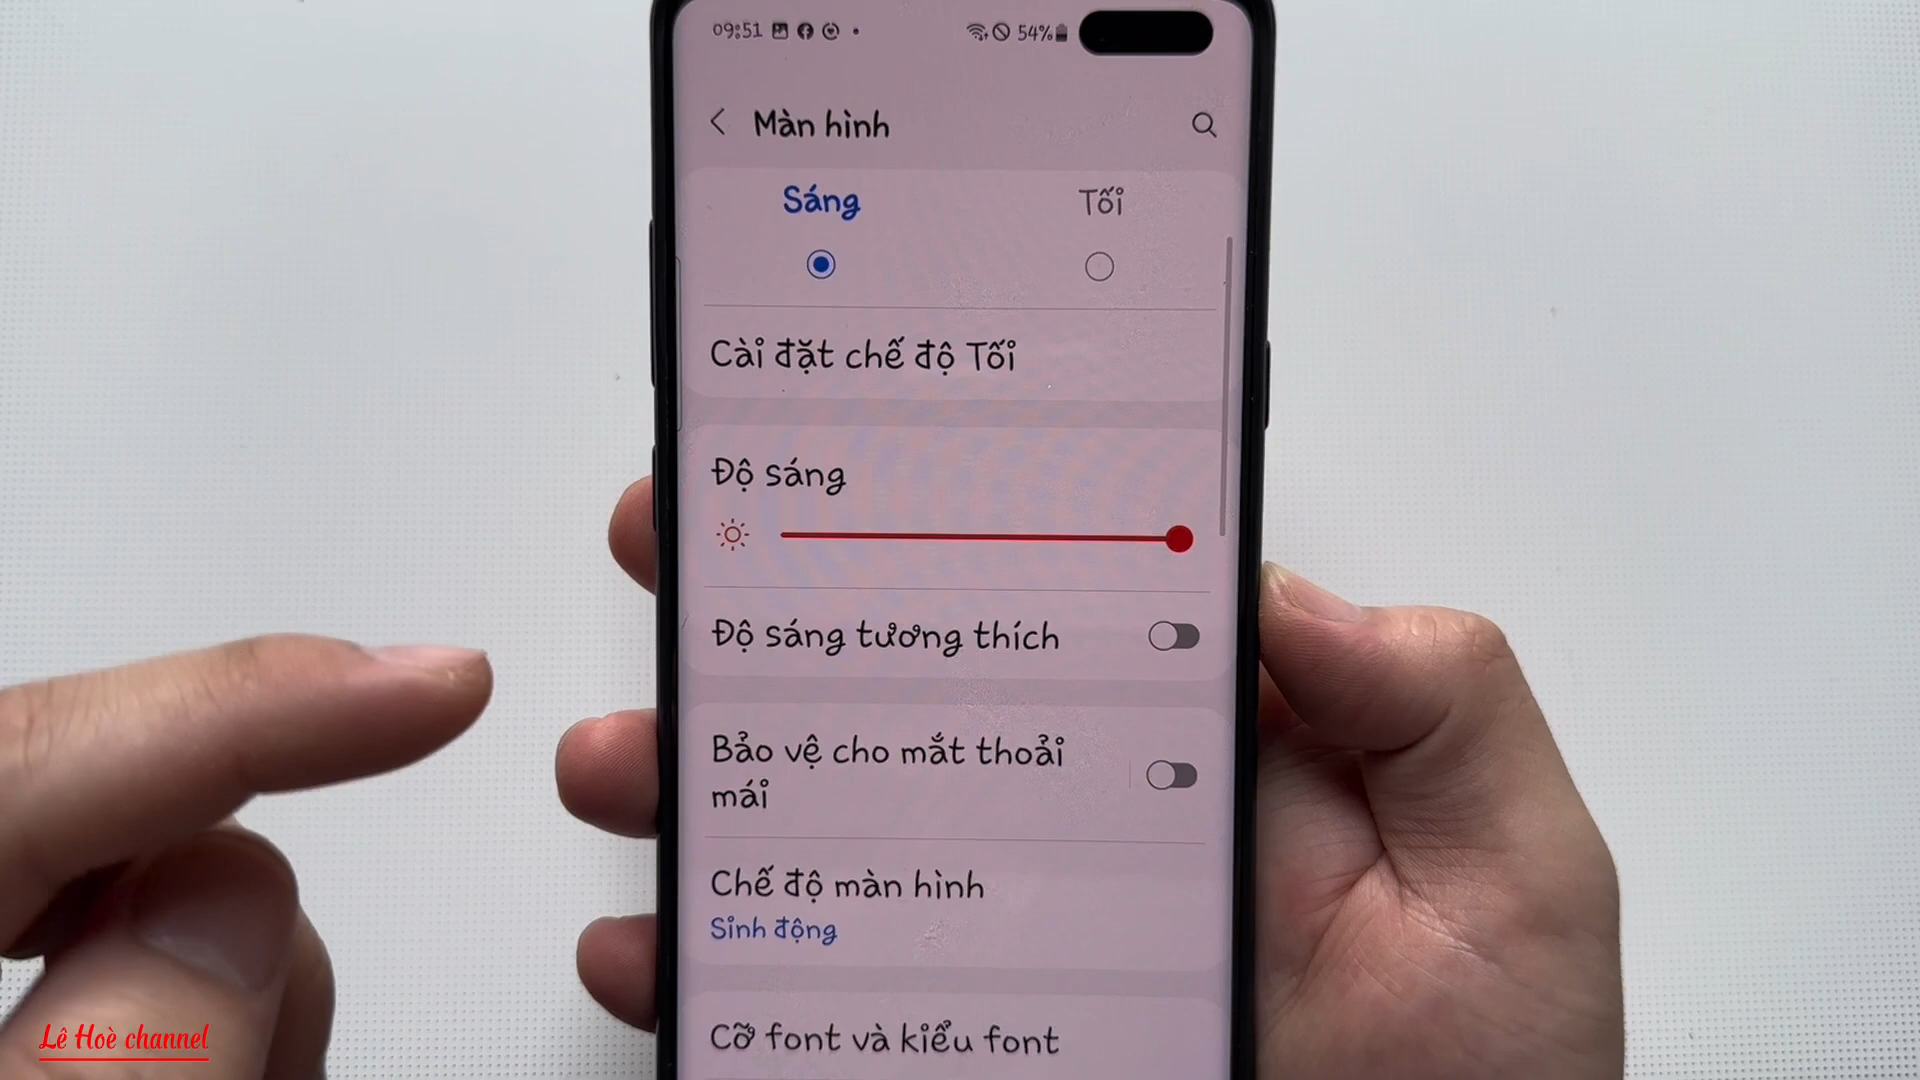 09:51
54%
Màn hình
Sáng
Tối
Cài đặt chế độ Tối
Độ sáng
Độ sáng tương thích
Bảo vệ cho mắt thoải
mái
Chế độ màn hình
Sinh động
Cỡ font và kiểu font
Lê Hoè channel